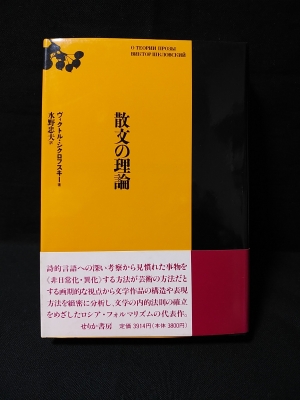 О ТЕОРИИ ПРОЗЫ
ВИКТОР ШКЛОВСКИЙ
散文の理論
ヴィクトル・シクロフスキー 著
水野忠夫 訳
詩的言語への深い考察から見慣れた事物を
《非日常化・異化》する方法が芸術の方法だと
する画期的な視点から文学作品の構造や表現
方法を緻密に分析し、文学の内的法則の確立
をめざしたロシア・フォルマリズムの代表作。
せりか書房 定価 3914円(本体 3800円)